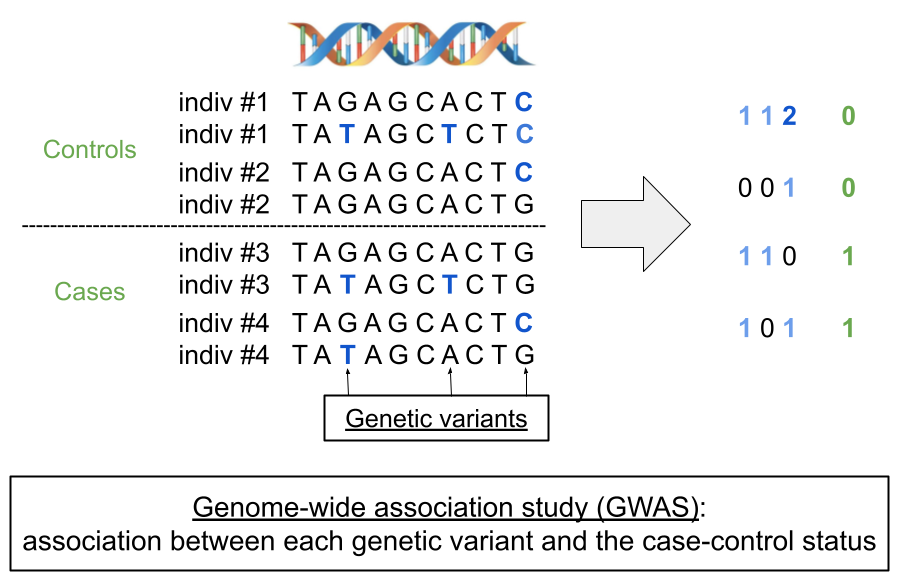 indiv #1 T A G A G C A C T C
indiv #1 T A T A G C T C T C
1 1 2 0
Controls
indiv #2 T A G A G C A C T C
indiv #2 T A G A G C A C T G
0 0 1 0
indiv #3 T A G A G C A C T G
indiv #3 T A T A G C T C T G
1 1 0 1
Cases
indiv #4 T A G A G C A C T C
indiv #4 T A T A G C A C T G
1 0 1 1
Genetic variants
Genome-wide association study (GWAS):
association between each genetic variant and the case-control status